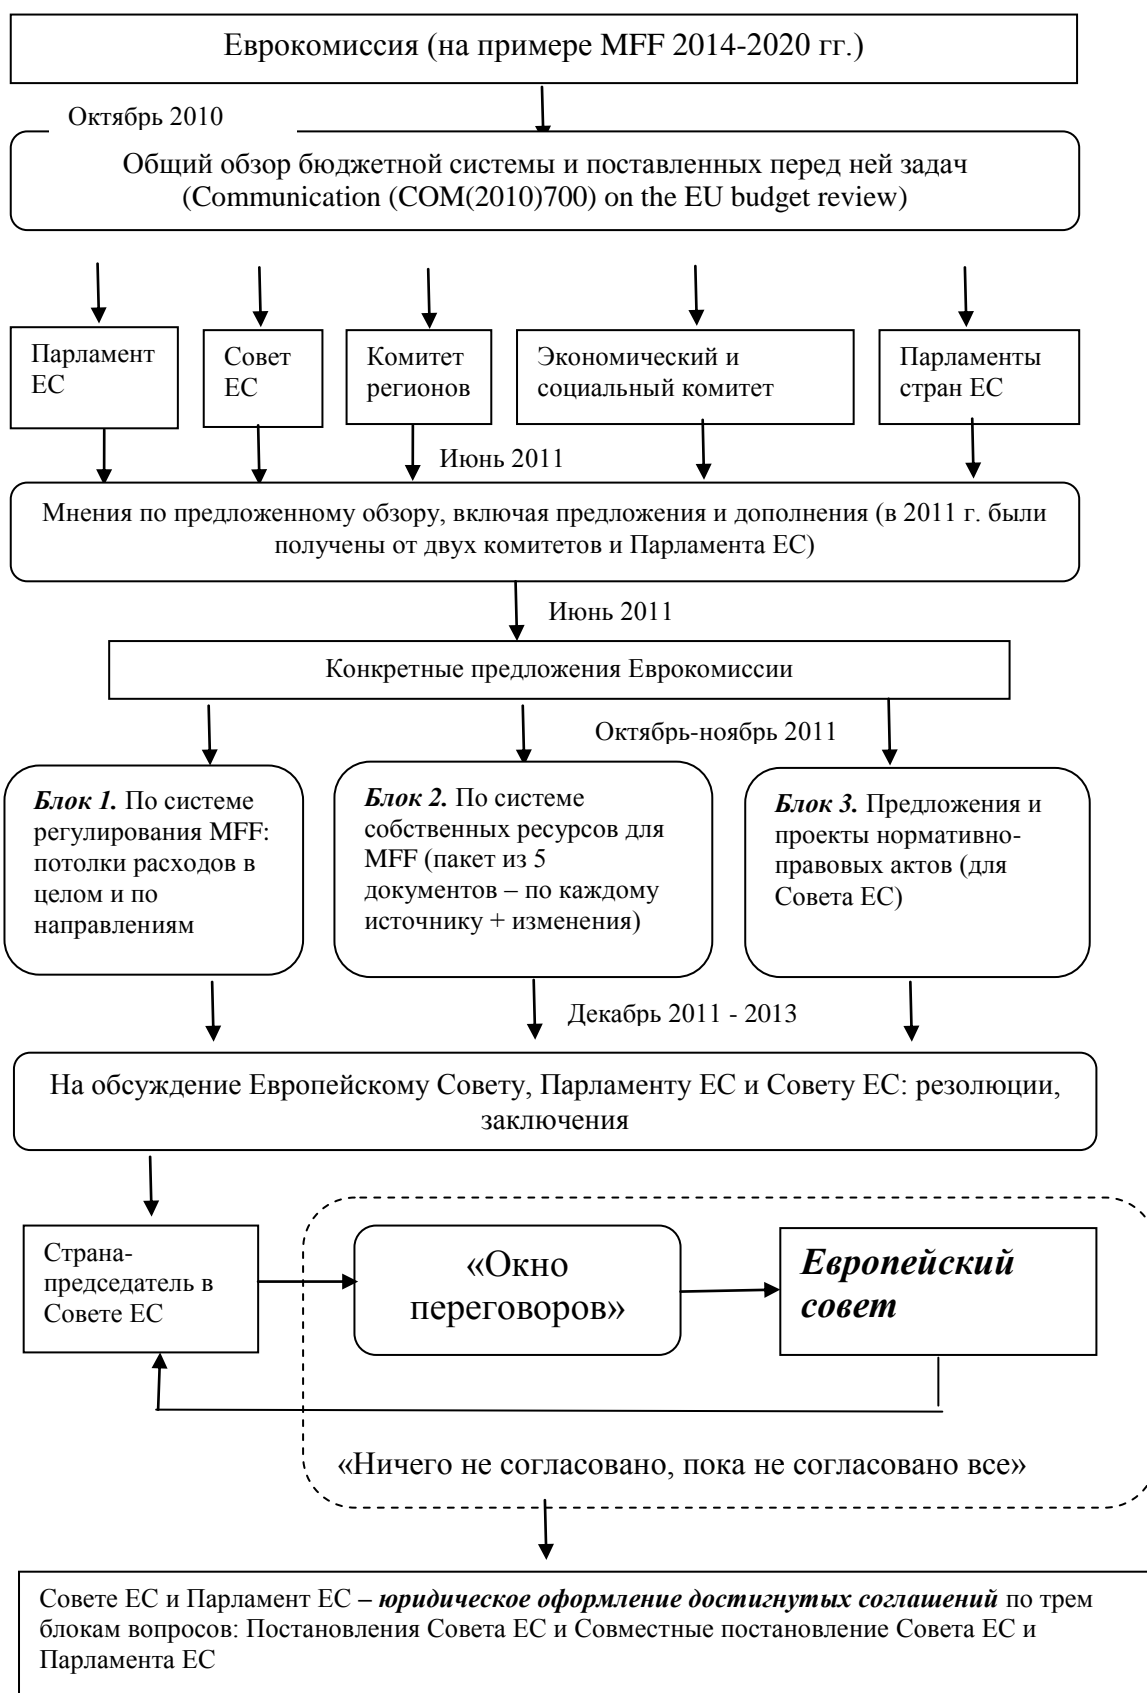 Еврокомиссия (на примере MFF 2014-2020 гг.)
Октябрь 2010
Общий обзор бюджетной системы и поставленных перед ней задач
(Communication (COM(2010)700) on the EU budget review)
Парламент
ЕС
Совет
ЕС
Комитет
регионов
Экономический и
социальный комитет
Парламенты
стран ЕС
Июнь 2011
Мнения по предложенному обзору, включая предложения и дополнения (в 2011 г. были
получены от двух комитетов и Парламента ЕС)
Июнь 2011
Конкретные предложения Еврокомиссии
Октябрь-ноябрь 2011
Блок 1. По системе
регулирования MFF:
потолки расходов в
целом и по
направлениям
Блок 2. По системе
собственных ресурсов для
MFF (пакет из 5
документов – по каждому
источнику + изменения)
Блок 3. Предложения и
проекты нормативно-
правовых актов (для
Совета ЕС)
Декабрь 2011 - 2013
На обсуждение Европейскому Совету, Парламенту ЕС и Совету ЕС: резолюции,
заключения
Страна-
председатель в
Совете ЕС
«Окно
переговоров»
Европейский
совет
«Ничего не согласовано, пока не согласовано все»
Совете ЕС и Парламент ЕС – юридическое оформление достигнутых соглашений по трем
блокам вопросов: Постановления Совета ЕС и Совместные постановление Совета ЕС и
Парламента ЕС